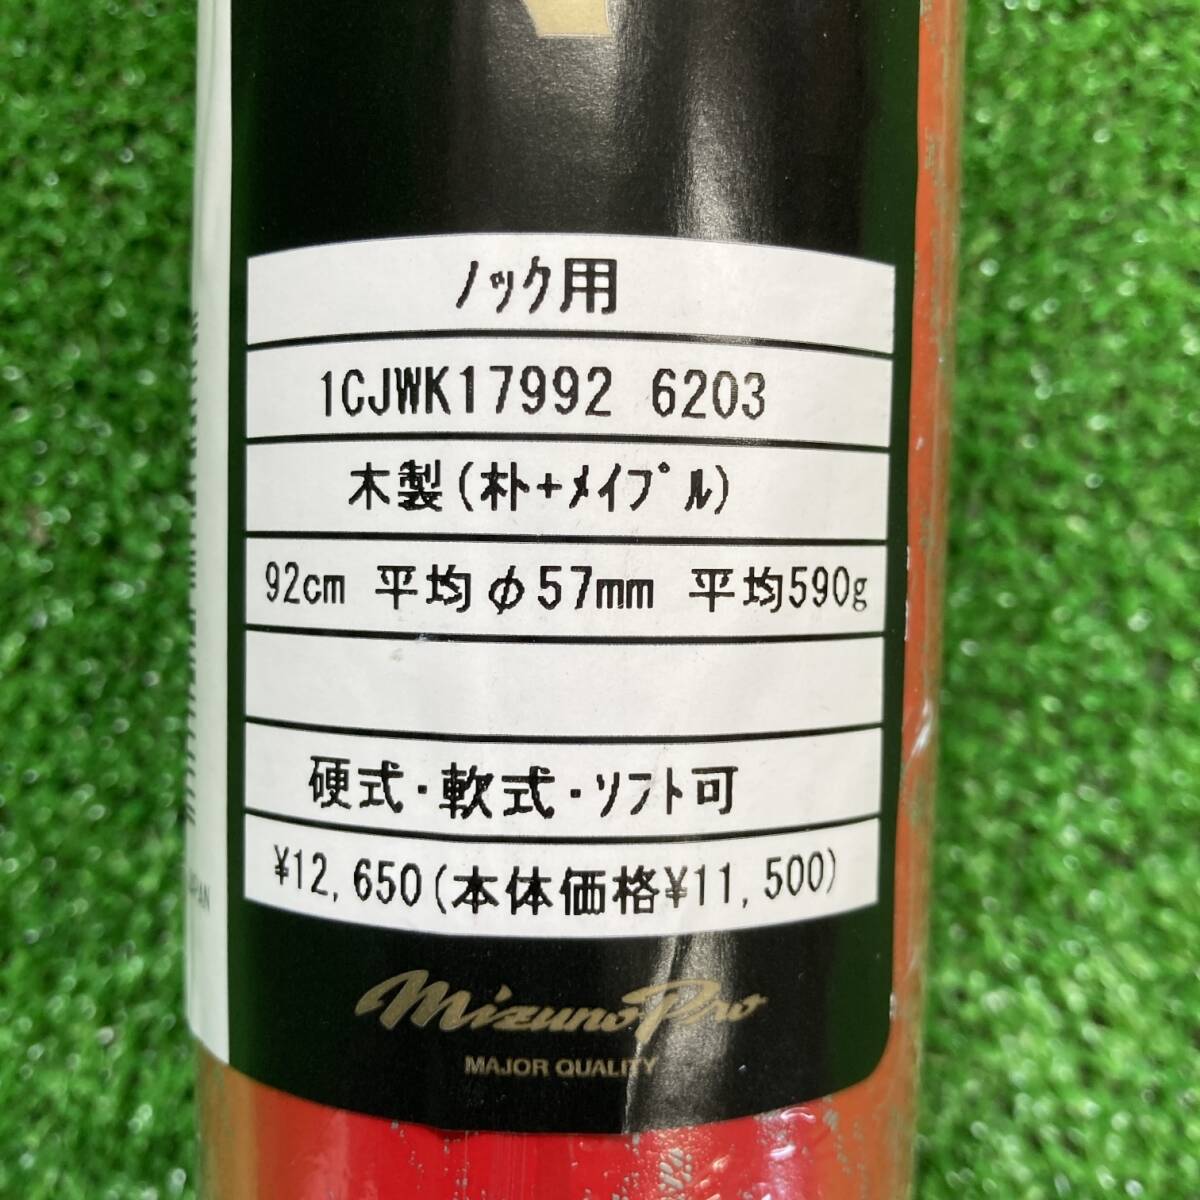 ノック用
1CJWK17992 6203
木製(朴+メイプル)
92cm 平均φ57mm 平均590g
硬式・軟式・ソフト可
¥12,650(本体価格¥11,500)
Mizuno Pro
MAJOR QUALITY